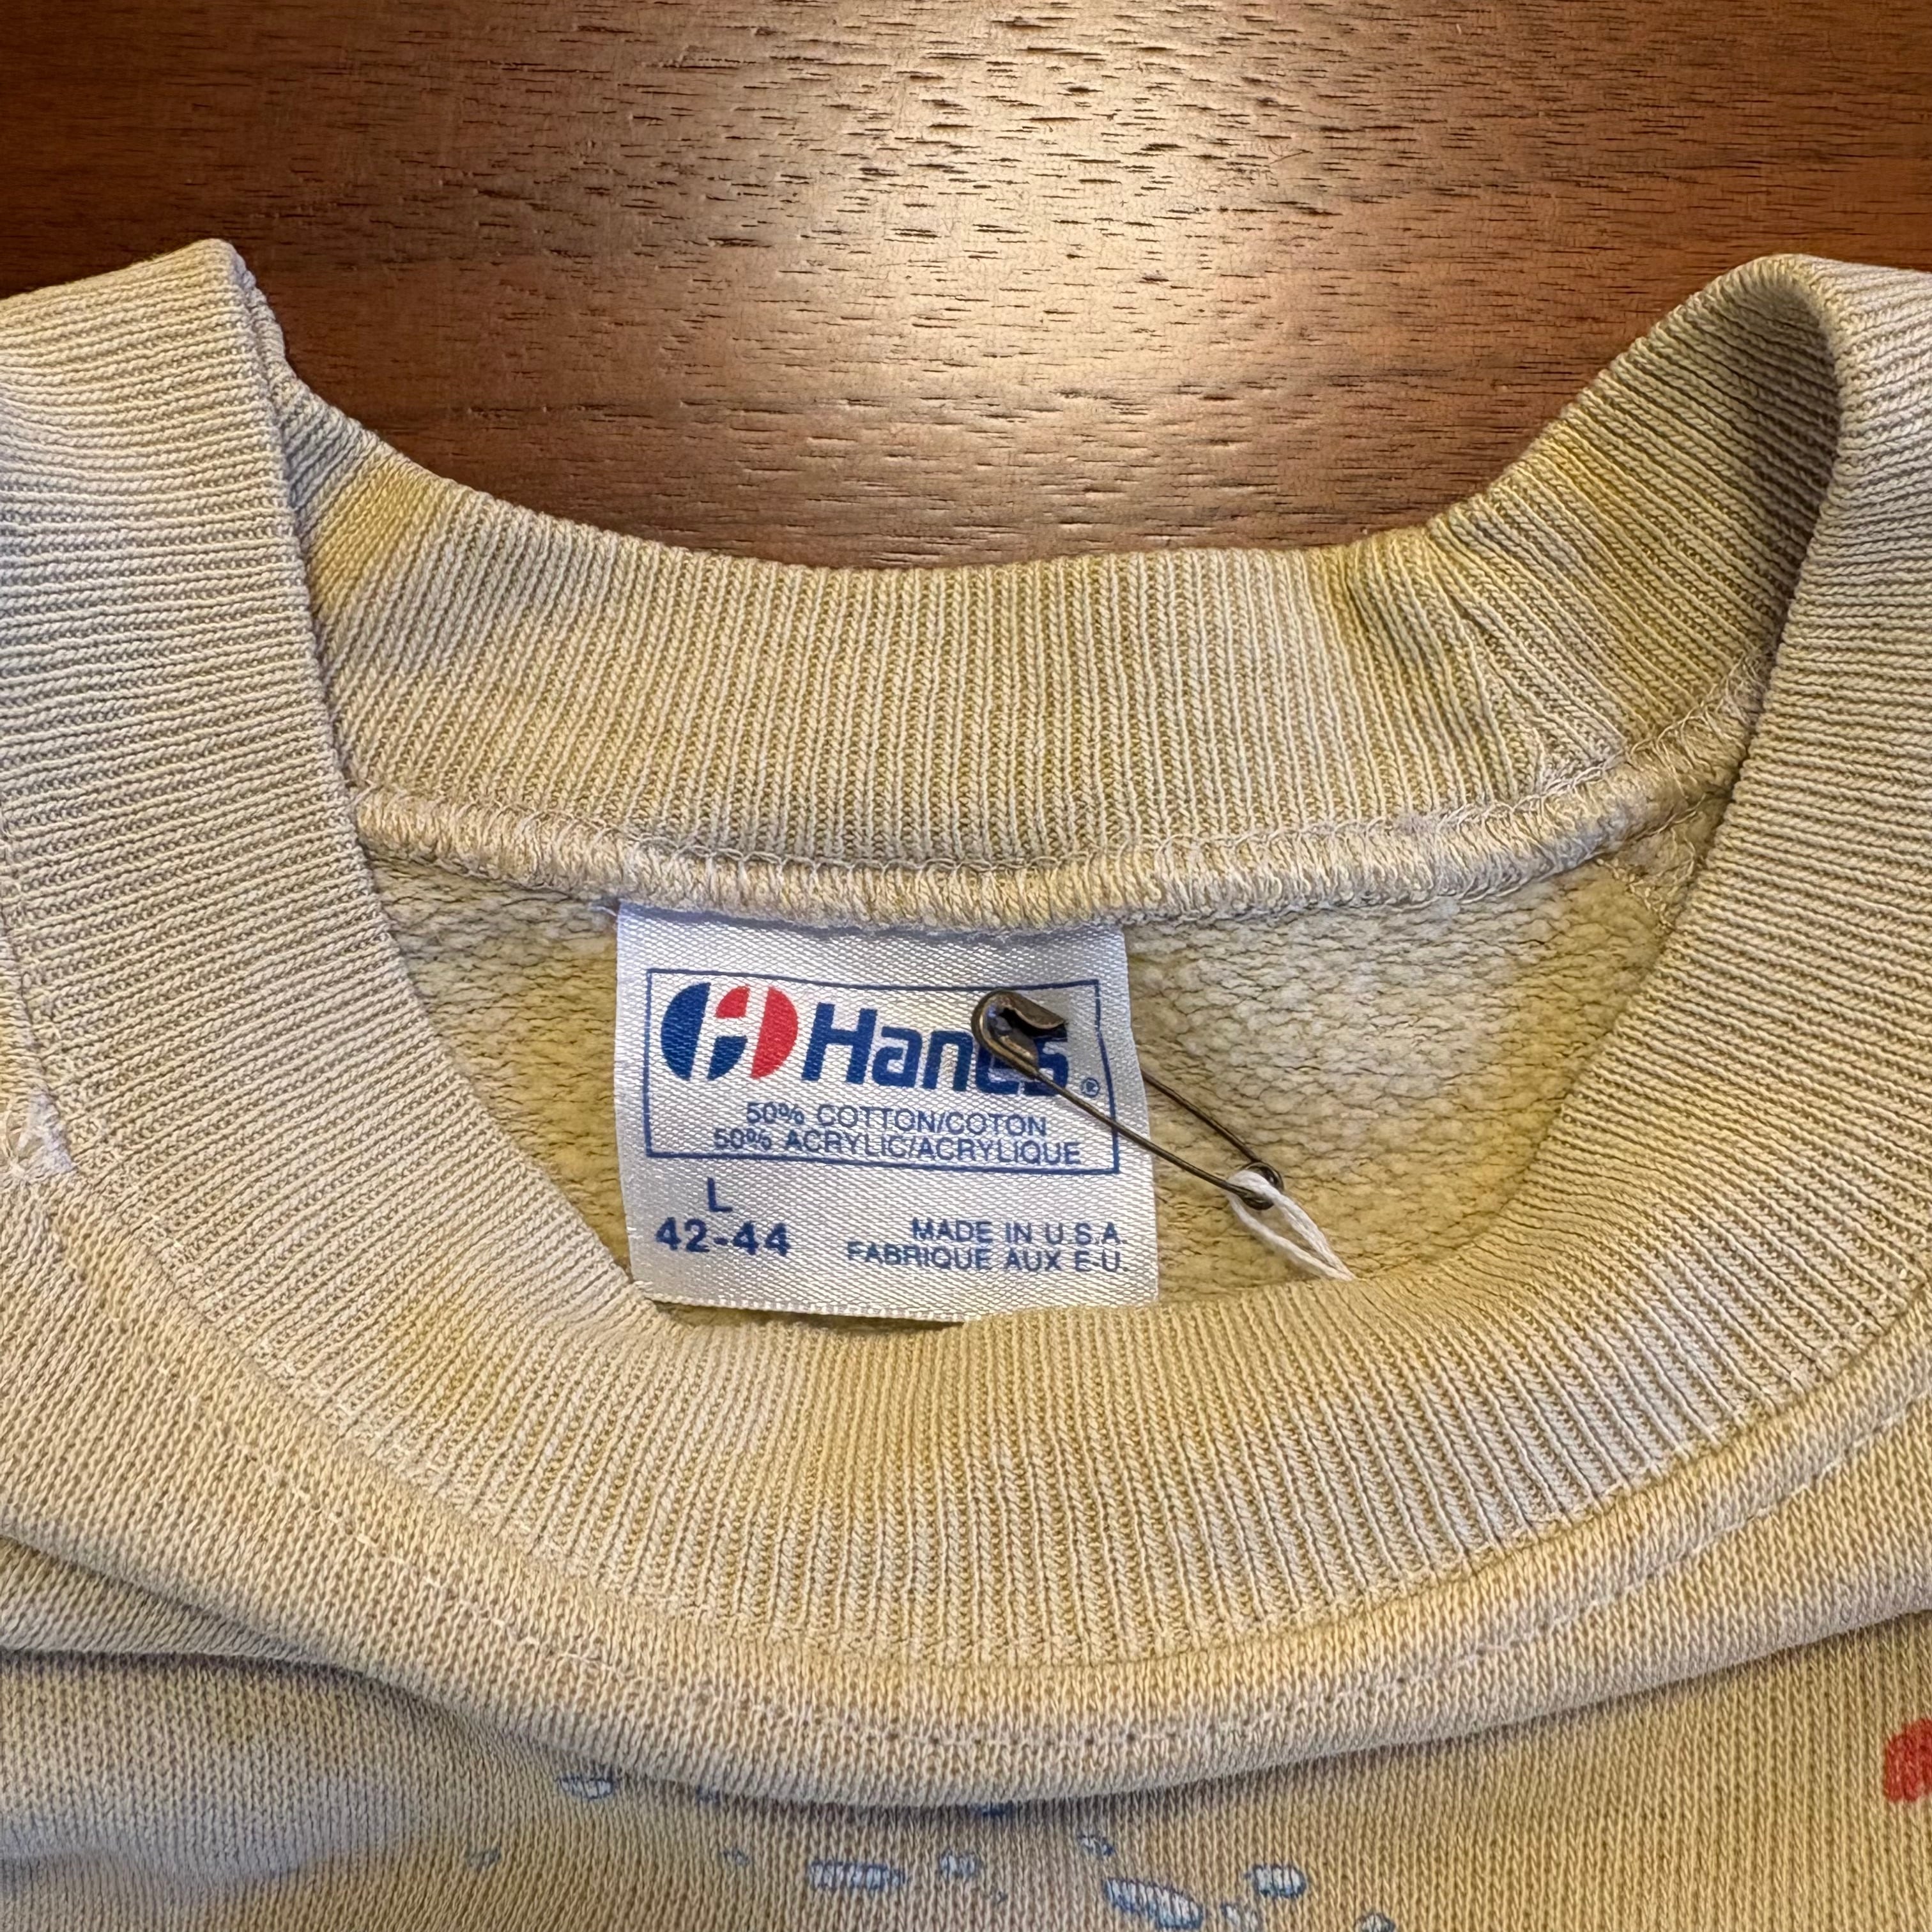 Hanes®
50% COTTON/COTON
50% ACRYLIC/ACRYLIQUE
L
42-44
MADE IN U.S.A.
FABRIQUE AUX E-U.